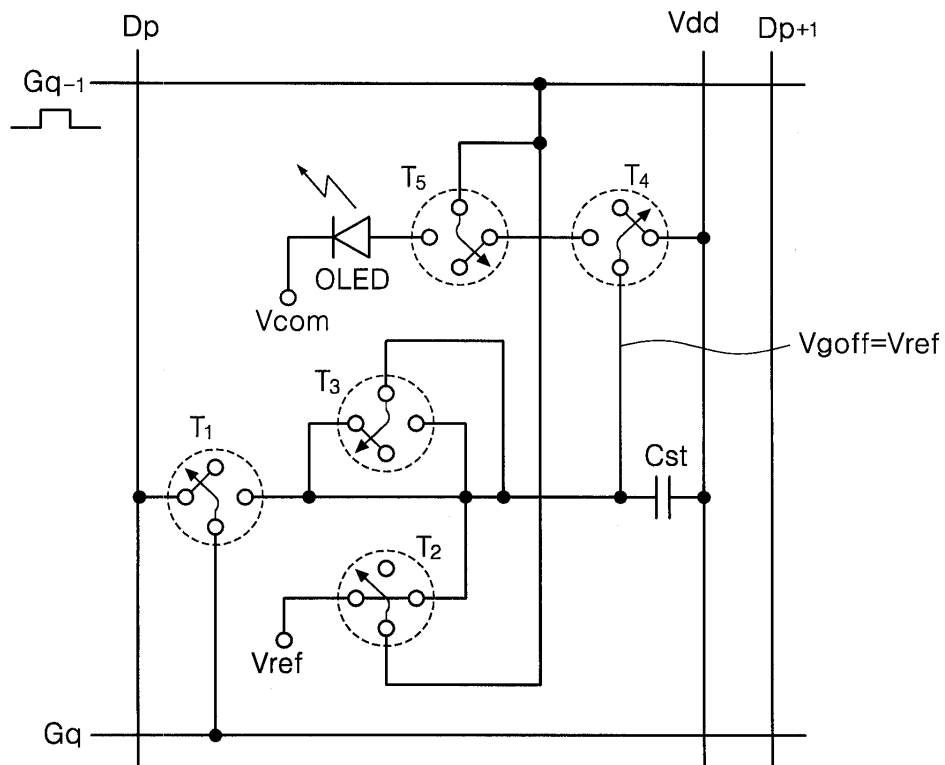 Dp
Vdd
Dp+1
Gq-1
T5
T4
OLED
Vcom
Vgoff=Vref
T3
T1
Cst
T2
Vref
Gq